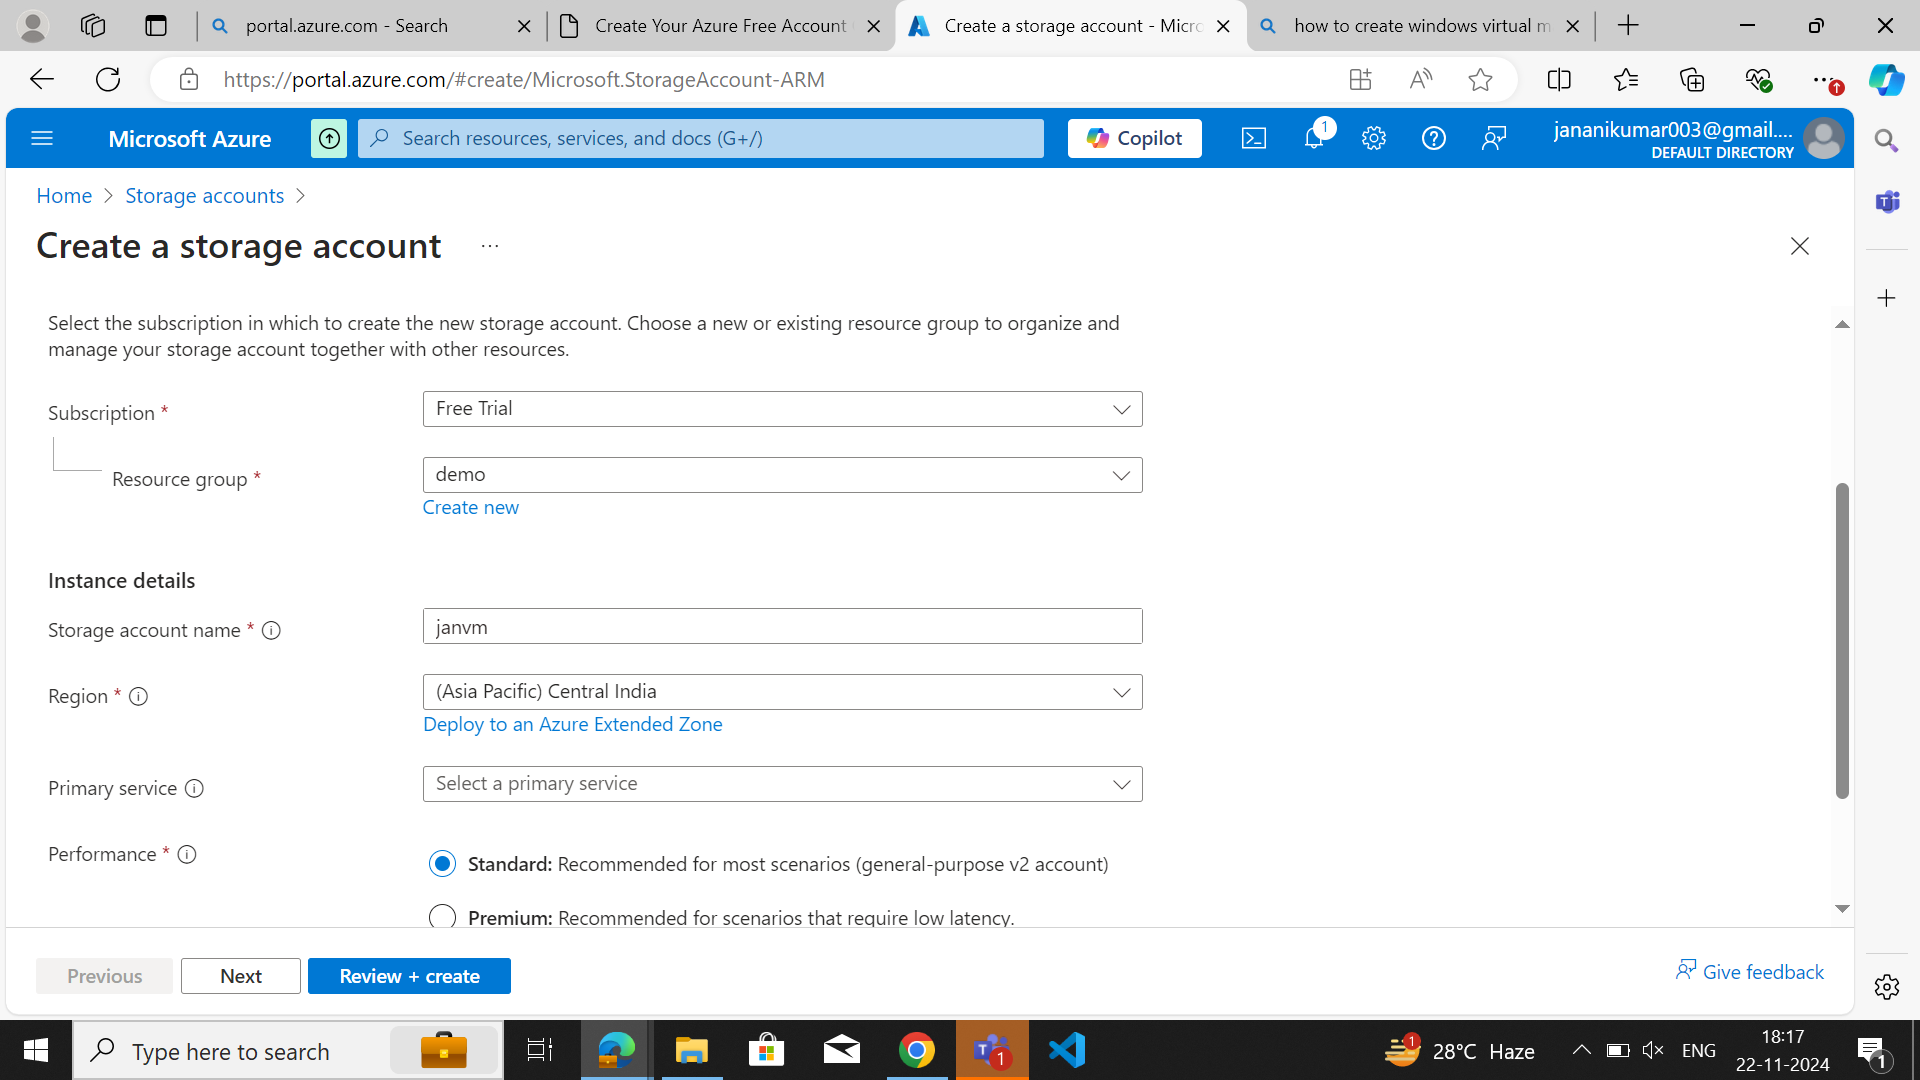 portal.azure.com - Search
Create Your Azure Free Account
Create a storage account - Micro
how to create windows virtual m
https://portal.azure.com/#create/Microsoft.StorageAccount-ARM
Microsoft Azure
Search resources, services, and docs (G+/)
Copilot
1
jananikumar003@gmail....
DEFAULT DIRECTORY
Home > Storage accounts >
Create a storage account ...
Select the subscription in which to create the new storage account. Choose a new or existing resource group to organize and
manage your storage account together with other resources.
Subscription *
Free Trial
Resource group *
demo
Create new
Instance details
Storage account name *
janvm
Region *
(Asia Pacific) Central India
Deploy to an Azure Extended Zone
Primary service
Select a primary service
Performance *
Standard: Recommended for most scenarios (general-purpose v2 account)
Premium: Recommended for scenarios that require low latency.
Previous
Next
Review + create
Give feedback
Type here to search
1
1
28°C Haze
ENG
18:17
22-11-2024
1